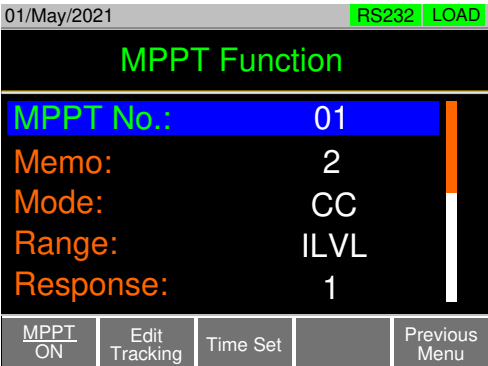 01/May/2021 RS232 LOAD
MPPT Function
MPPT No.: 01
Memo: 2
Mode: CC
Range: ILVL
Response: 1
MPPT Edit Time Set Previous
ON Tracking Menu